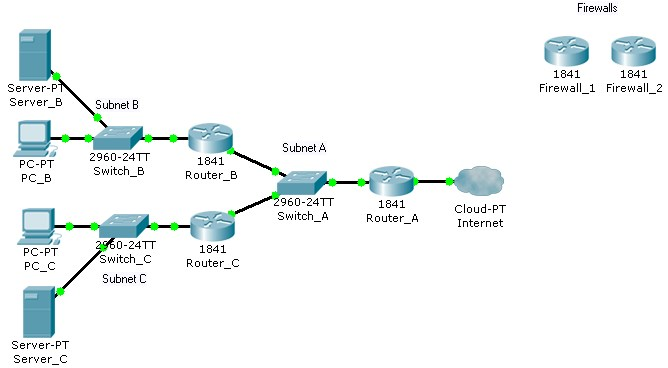 Firewalls
1841
Firewall_1
1841
Firewall_2
Server-PT
Server_B
Subnet B
PC-PT
PC_B
2960-24TT
Switch_B
1841
Router_B
Subnet A
2960-24TT
Switch_A
1841
Router_A
Cloud-PT
Internet
PC-PT
PC_C
2960-24TT
Switch_C
1841
Router_C
Subnet C
Server-PT
Server_C